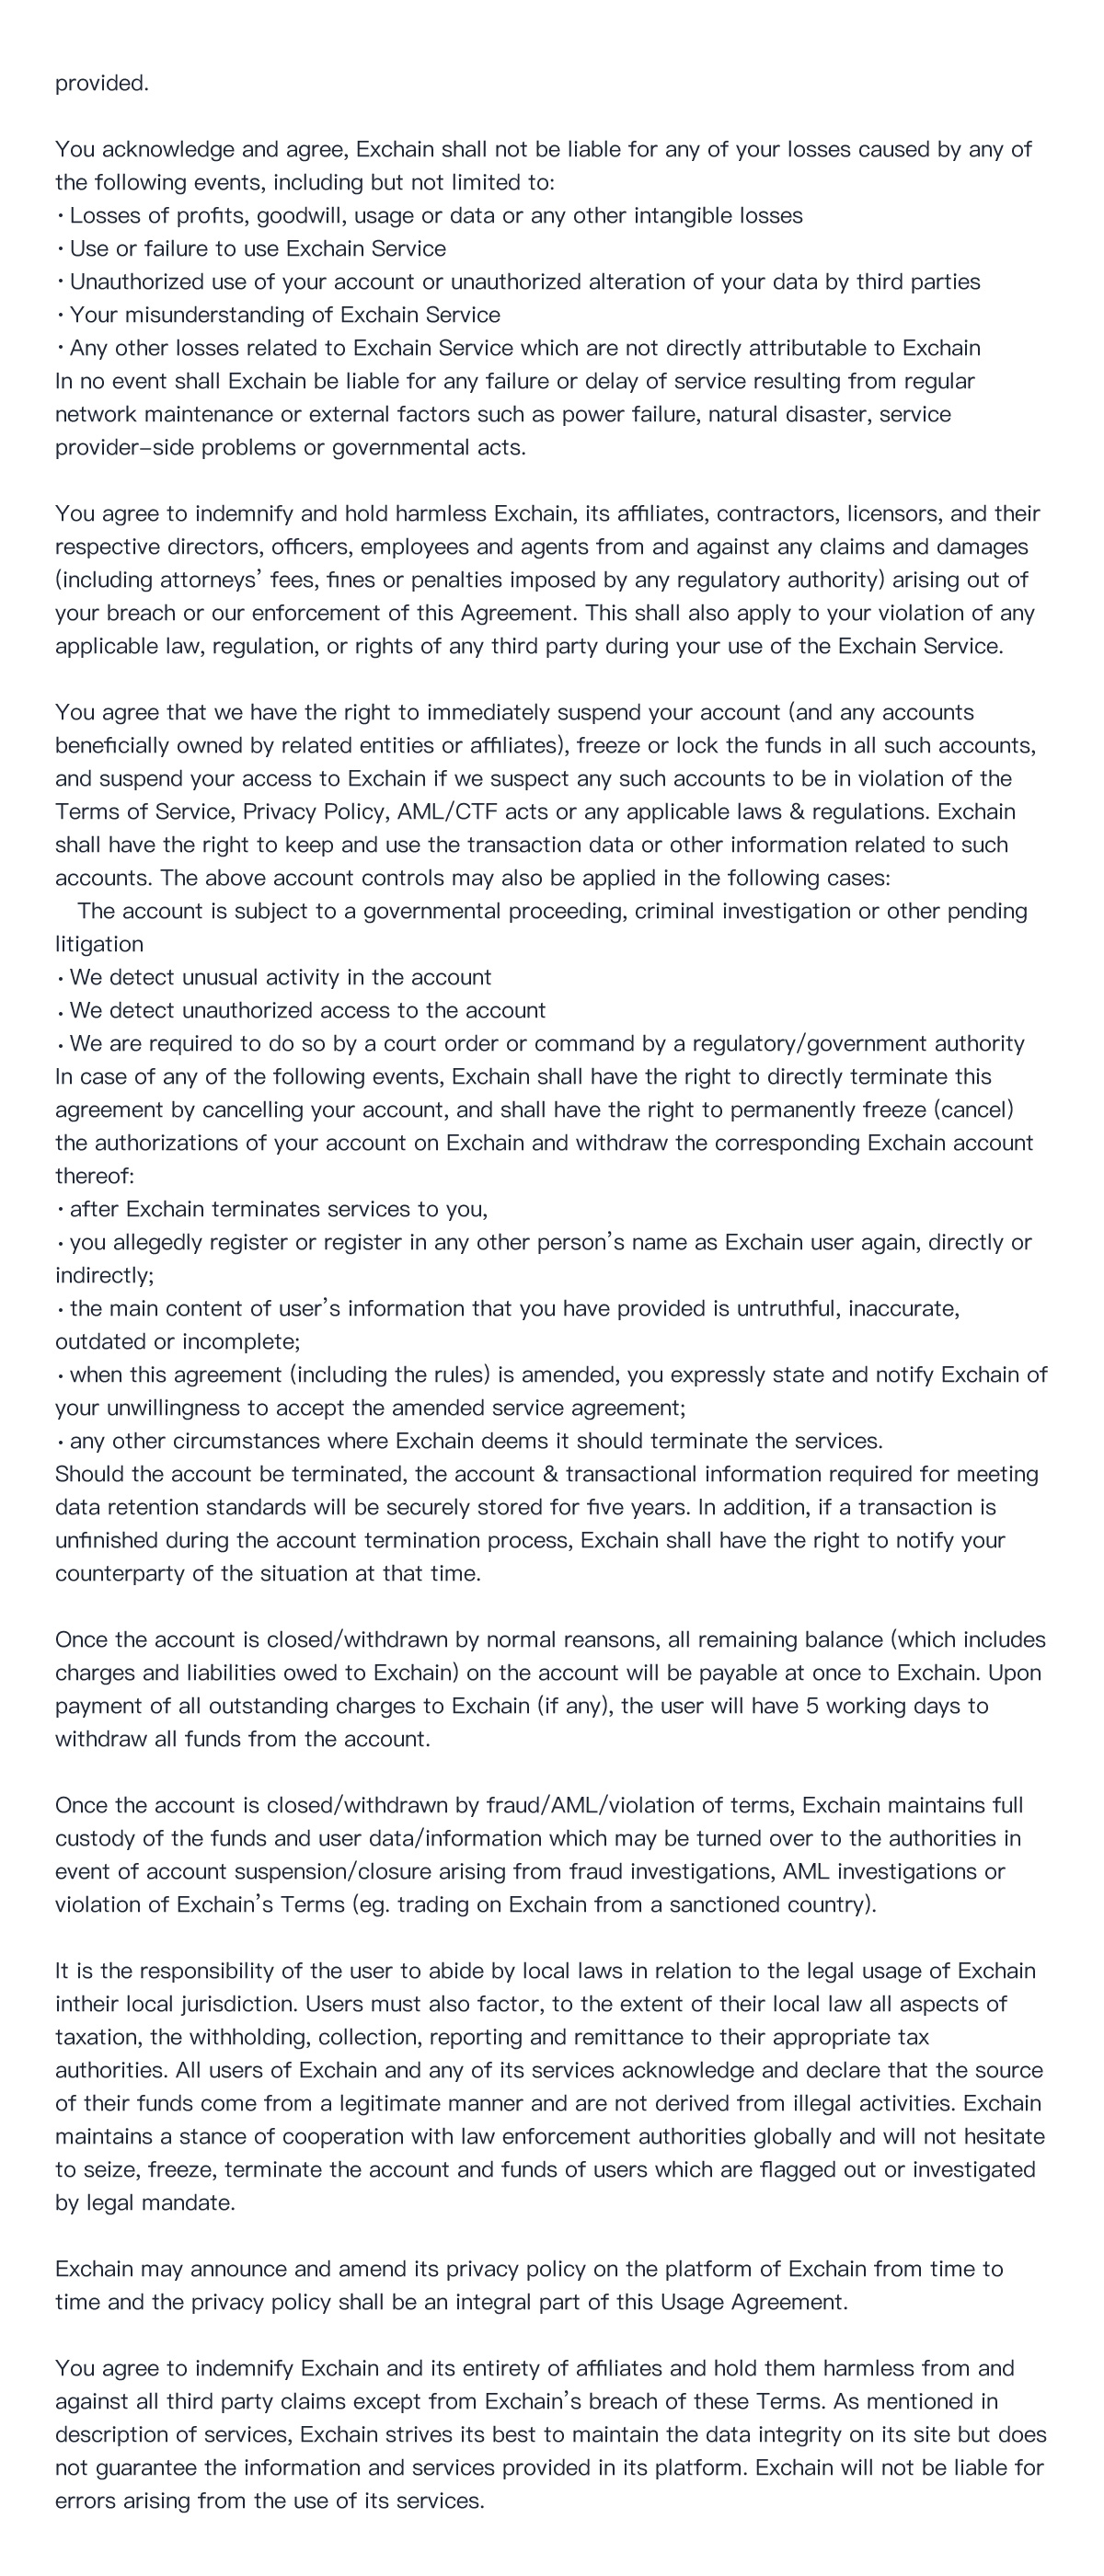 provided.
You acknowledge and agree, Exchain shall not be liable for any of your losses caused by any of
the following events, including but not limited to:
· Losses of profits, goodwill, usage or data or any other intangible losses
· Use or failure to use Exchain Service
· Unauthorized use of your account or unauthorized alteration of your data by third parties
· Your misunderstanding of Exchain Service
· Any other losses related to Exchain Service which are not directly attributable to Exchain
In no event shall Exchain be liable for any failure or delay of service resulting from regular
network maintenance or external factors such as power failure, natural disaster, service
provider–side problems or governmental acts.
You agree to indemnify and hold harmless Exchain, its affiliates, contractors, licensors, and their
respective directors, officers, employees and agents from and against any claims and damages
(including attorneys’ fees, fines or penalties imposed by any regulatory authority) arising out of
your breach or our enforcement of this Agreement. This shall also apply to your violation of any
applicable law, regulation, or rights of any third party during your use of the Exchain Service.
You agree that we have the right to immediately suspend your account (and any accounts
beneficially owned by related entities or affiliates), freeze or lock the funds in all such accounts,
and suspend your access to Exchain if we suspect any such accounts to be in violation of the
Terms of Service, Privacy Policy, AML/CTF acts or any applicable laws & regulations. Exchain
shall have the right to keep and use the transaction data or other information related to such
accounts. The above account controls may also be applied in the following cases:
The account is subject to a governmental proceeding, criminal investigation or other pending
litigation
· We detect unusual activity in the account
· We detect unauthorized access to the account
· We are required to do so by a court order or command by a regulatory/government authority
In case of any of the following events, Exchain shall have the right to directly terminate this
agreement by cancelling your account, and shall have the right to permanently freeze (cancel)
the authorizations of your account on Exchain and withdraw the corresponding Exchain account
thereof:
· after Exchain terminates services to you,
· you allegedly register or register in any other person’s name as Exchain user again, directly or
indirectly;
· the main content of user’s information that you have provided is untruthful, inaccurate,
outdated or incomplete;
· when this agreement (including the rules) is amended, you expressly state and notify Exchain of
your unwillingness to accept the amended service agreement;
· any other circumstances where Exchain deems it should terminate the services.
Should the account be terminated, the account & transactional information required for meeting
data retention standards will be securely stored for five years. In addition, if a transaction is
unfinished during the account termination process, Exchain shall have the right to notify your
counterparty of the situation at that time.
Once the account is closed/withdrawn by normal reansons, all remaining balance (which includes
charges and liabilities owed to Exchain) on the account will be payable at once to Exchain. Upon
payment of all outstanding charges to Exchain (if any), the user will have 5 working days to
withdraw all funds from the account.
Once the account is closed/withdrawn by fraud/AML/violation of terms, Exchain maintains full
custody of the funds and user data/information which may be turned over to the authorities in
event of account suspension/closure arising from fraud investigations, AML investigations or
violation of Exchain’s Terms (eg. trading on Exchain from a sanctioned country).
It is the responsibility of the user to abide by local laws in relation to the legal usage of Exchain
intheir local jurisdiction. Users must also factor, to the extent of their local law all aspects of
taxation, the withholding, collection, reporting and remittance to their appropriate tax
authorities. All users of Exchain and any of its services acknowledge and declare that the source
of their funds come from a legitimate manner and are not derived from illegal activities. Exchain
maintains a stance of cooperation with law enforcement authorities globally and will not hesitate
to seize, freeze, terminate the account and funds of users which are flagged out or investigated
by legal mandate.
Exchain may announce and amend its privacy policy on the platform of Exchain from time to
time and the privacy policy shall be an integral part of this Usage Agreement.
You agree to indemnify Exchain and its entirety of affiliates and hold them harmless from and
against all third party claims except from Exchain’s breach of these Terms. As mentioned in
description of services, Exchain strives its best to maintain the data integrity on its site but does
not guarantee the information and services provided in its platform. Exchain will not be liable for
errors arising from the use of its services.